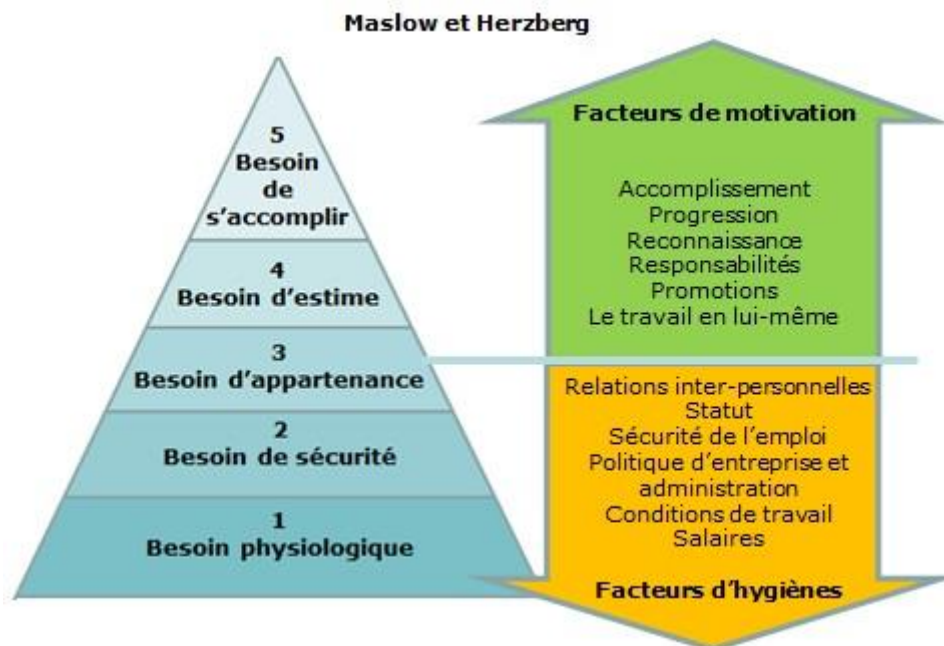 Maslow et Herzberg
5
Besoin
de
s'accomplir
4
Besoin d'estime
3
Besoin d'appartenance
2
Besoin de sécurité
1
Besoin physiologique
Facteurs de motivation
Accomplissement
Progression
Reconnaissance
Responsabilités
Promotions
Le travail en lui-même
Relations inter-personnelles
Statut
Sécurité de l'emploi
Politique d'entreprise et
administration
Conditions de travail
Salaires
Facteurs d'hygiènes